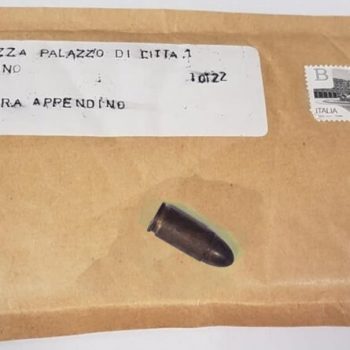 ZZA PALAZZO DI CITTA.1
NO
10122
RA APPENDINO
B
ITALIA